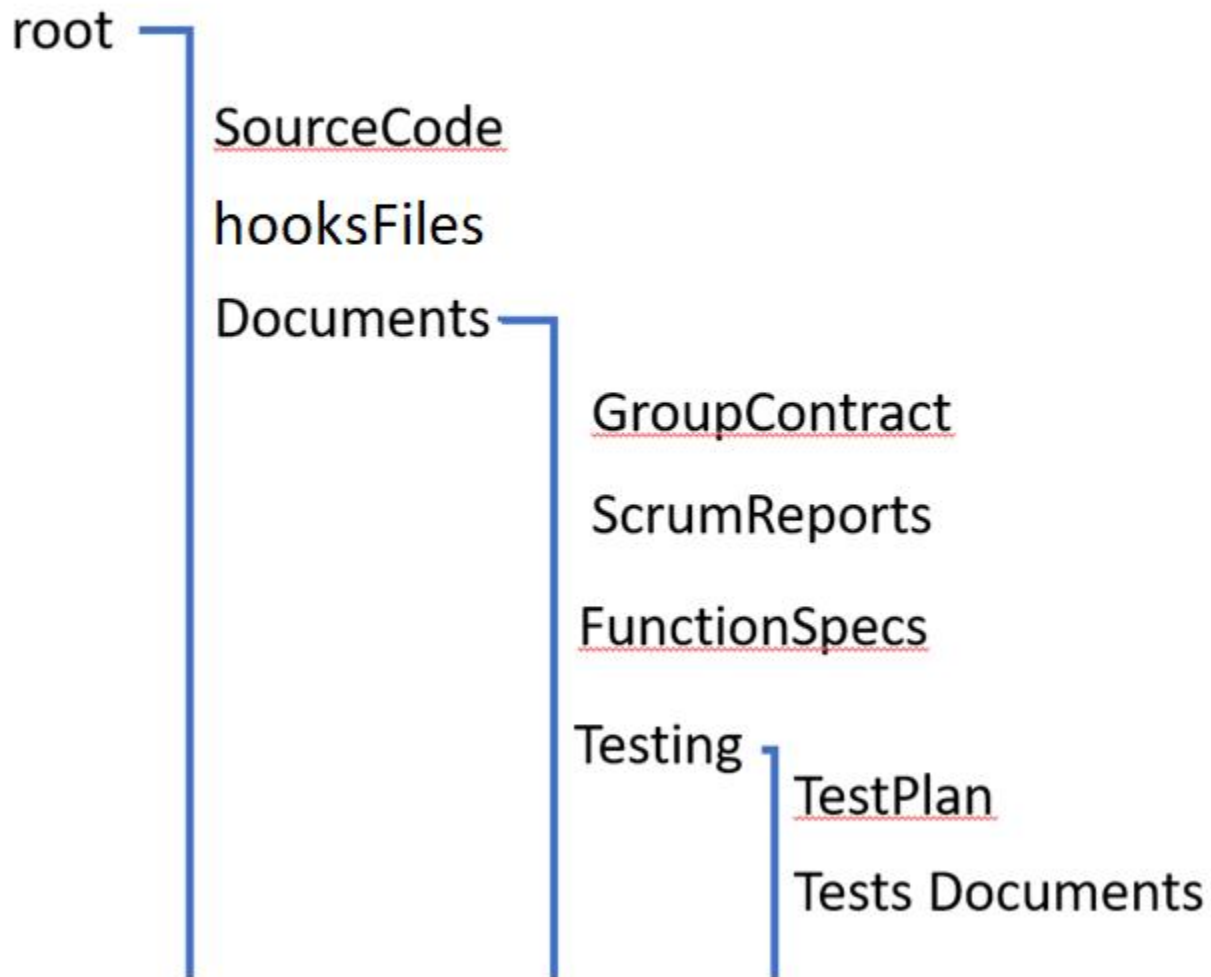 root
SourceCode
hooksFiles
Documents
GroupContract
ScrumReports
FunctionSpecs
Testing
TestPlan
Tests Documents